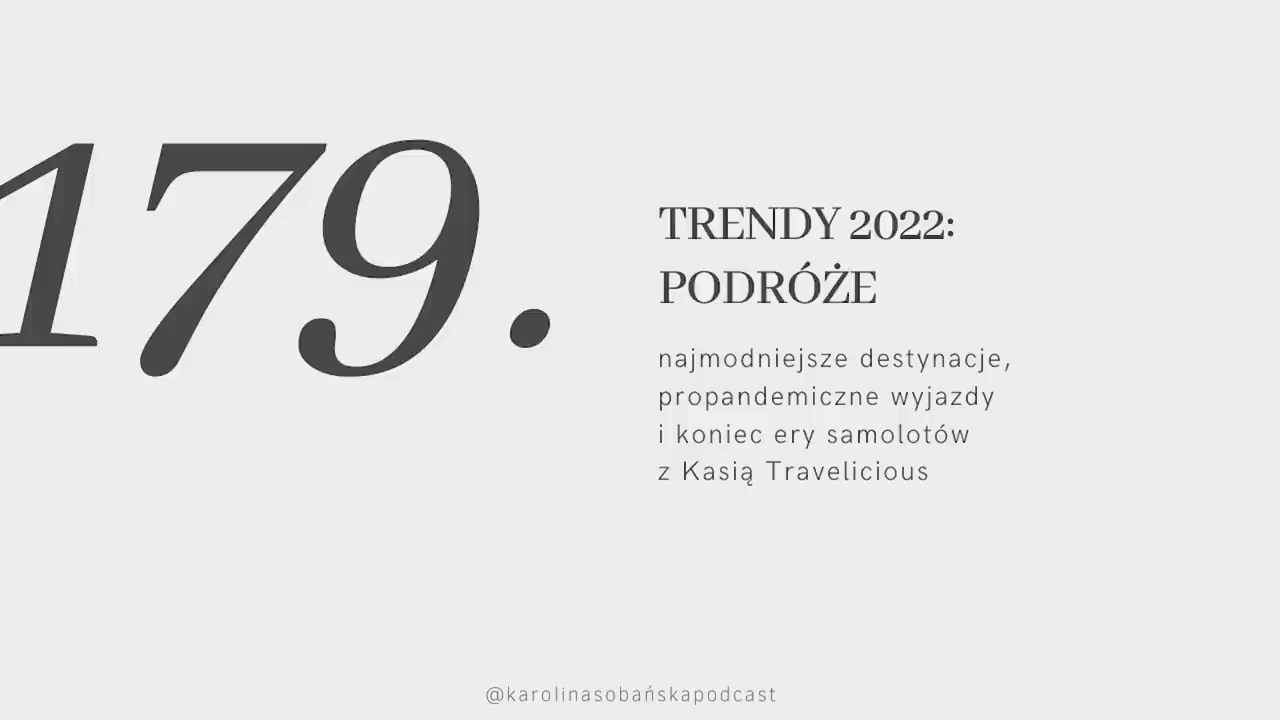 179.
TRENDY 2022:
PODRÓŻE
najmodniejsze destynacje,
propandemiczne wyjazdy
i koniec ery samolotów
z Kasią Travelicious
@karolinasobańskapodcast